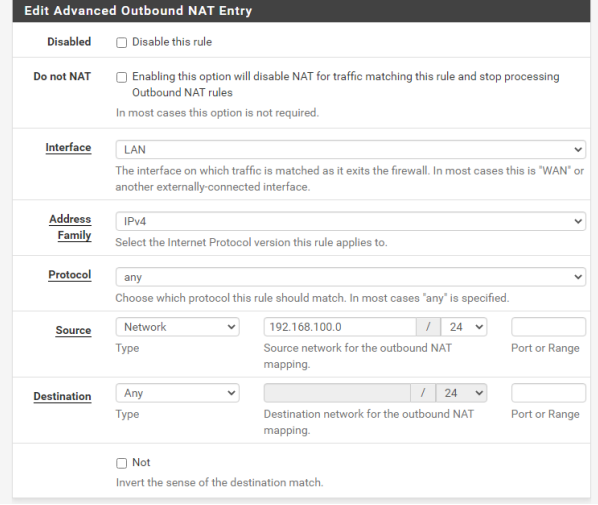 Edit Advanced Outbound NAT Entry
Disabled
Disable this rule
Do not NAT
Enabling this option will disable NAT for traffic matching this rule and stop processing
Outbound NAT rules
In most cases this option is not required.
Interface
LAN
The interface on which traffic is matched as it exits the firewall. In most cases this is "WAN" or
another externally-connected interface.
Address
Family
IPv4
Select the Internet Protocol version this rule applies to.
Protocol
any
Choose which protocol this rule should match. In most cases "any" is specified.
Source
Network
192.168.100.0
/
24
Type
Source network for the outbound NAT
mapping.
Port or Range
Destination
Any
/
24
Type
Destination network for the outbound NAT
mapping.
Port or Range
Not
Invert the sense of the destination match.